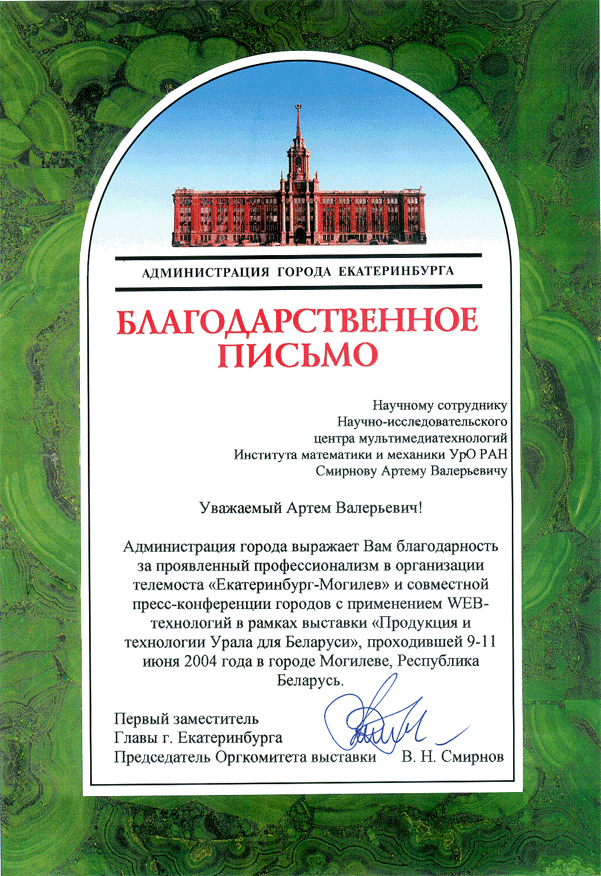 АДМИНИСТРАЦИЯ ГОРОДА ЕКАТЕРИНБУРГА
БЛАГОДАРСТВЕННОЕ
ПИСЬМО
Научному сотруднику
Научно-исследовательского
центра мультимедиатехнологий
Института математики и механики УрО РАН
Смирнову Артему Валерьевичу
Уважаемый Артем Валерьевич!
Администрация города выражает Вам благодарность
за проявленный профессионализм в организации
телемоста «Екатеринбург-Могилев» и совместной
пресс-конференции городов с применением WEB-
технологий в рамках выставки «Продукция и
технологии Урала для Беларуси», проходившей 9-11
июня 2004 года в городе Могилеве, Республика
Беларусь.
Первый заместитель
Главы г. Екатеринбурга
Председатель Оргкомитета выставки В. Н. Смирнов